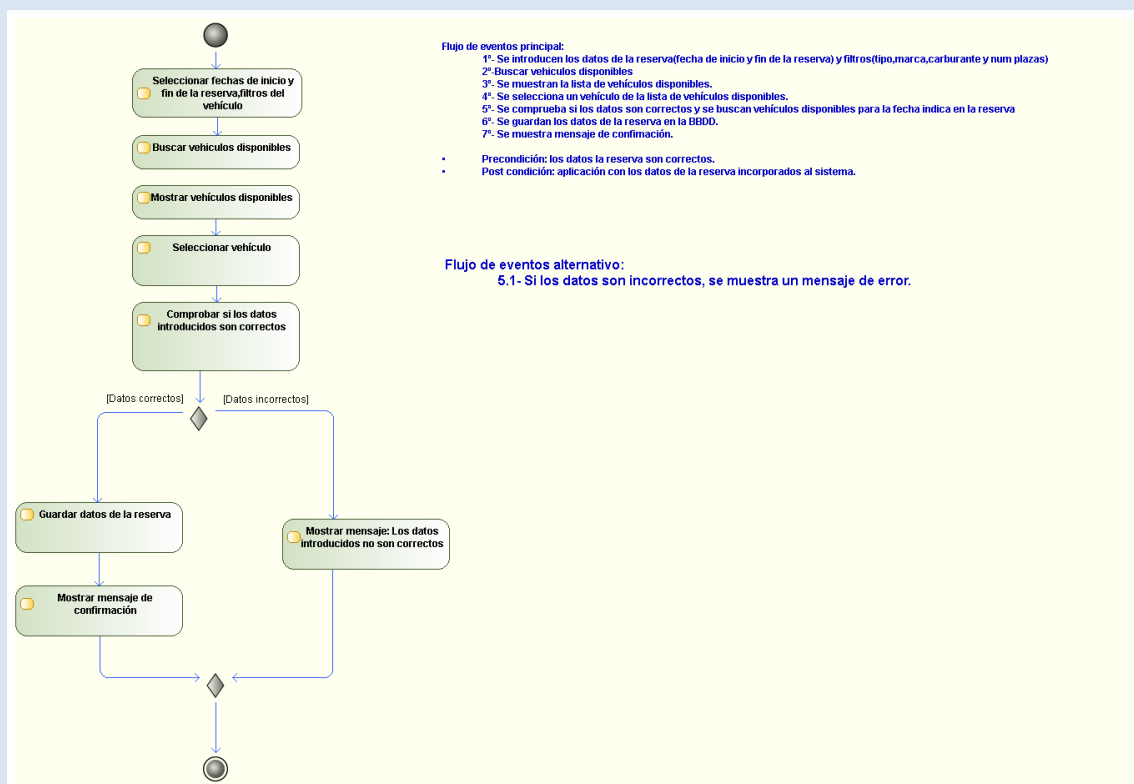 Seleccionar fechas de inicio y
fin de la reserva,filtros del
vehículo
Buscar vehiculos disponibles
Mostrar vehículos disponibles
Seleccionar vehículo
Comprobar si los datos
introducidos son correctos
[Datos correctos]
[Datos incorrectos]
Guardar datos de la reserva
Mostrar mensaje: Los datos
introducidos no son correctos
Mostrar mensaje de
confirmación
Flujo de eventos principal:
1º- Se introducen los datos de la reserva(fecha de inicio y fin de la reserva) y filtros(tipo,marca,carburante y num plazas)
2º-Buscar vehiculos disponibles
3º- Se muestran la lista de vehículos disponibles.
4º- Se selecciona un vehículo de la lista de vehículos disponibles.
5º- Se comprueba si los datos son correctos y se buscan vehículos disponibles para la fecha indica en la reserva
6º- Se guardan los datos de la reserva en la BBDD.
7º- Se muestra mensaje de confimación.
• Precondición: los datos la reserva son correctos.
• Post condición: aplicación con los datos de la reserva incorporados al sistema.
Flujo de eventos alternativo:
5.1- Si los datos son incorrectos, se muestra un mensaje de error.